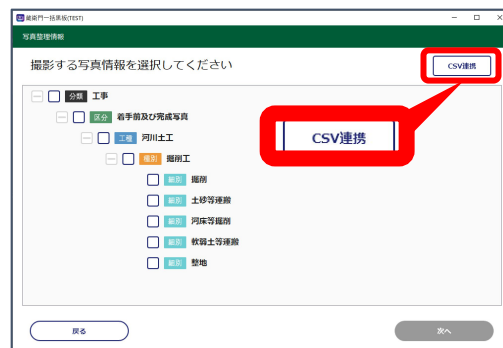 蔵衛門一括黒板(TEST)
写真整理情報
撮影する写真情報を選択してください
CSV連携
分類 工事
区分 着手前及び完成写真
CSV連携
工種 河川土工
種別 掘削工
細別 掘削
細別 土砂等運搬
細別 河床等掘削
細別 軟弱土等運搬
細別 整地
戻る
次へ